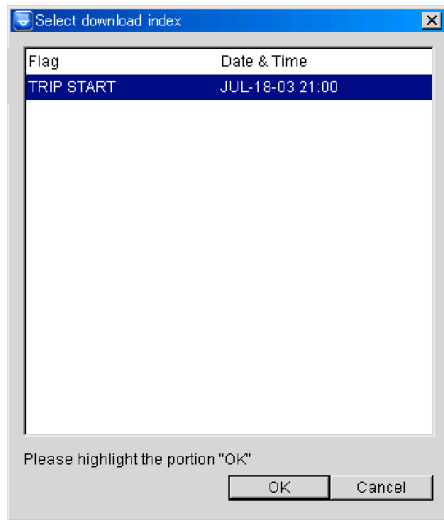 Select download index
Flag Date & Time
TRIP START JUL-18-03 21:00
Please highlight the portion "OK"
OK Cancel